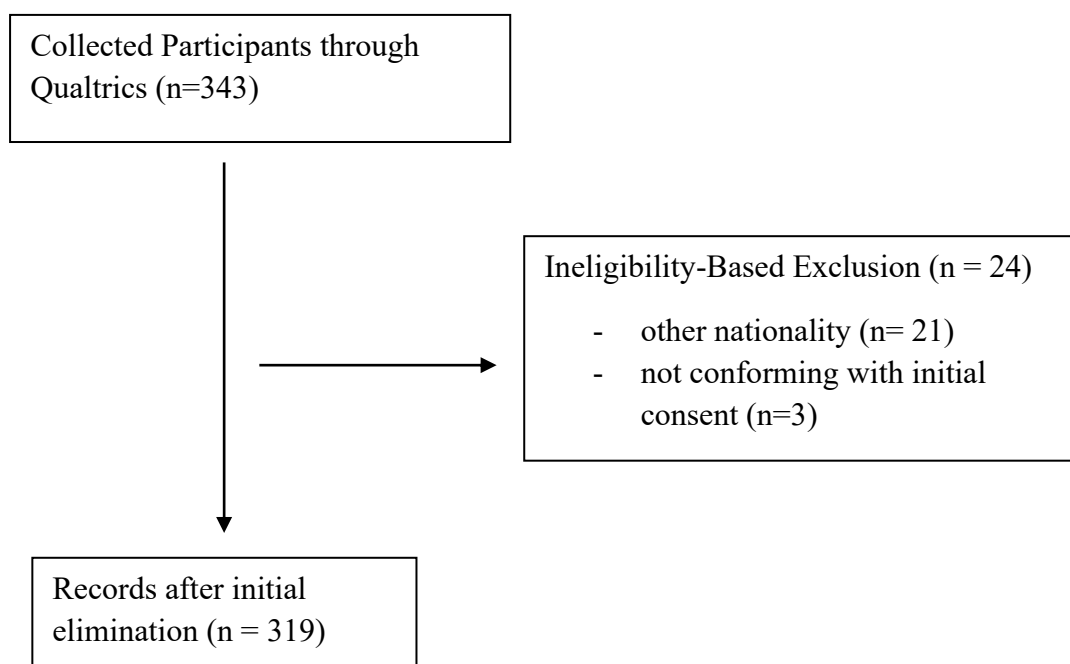 Collected Participants through
Qualtrics (n=343)
Ineligibility-Based Exclusion (n = 24)
- other nationality (n= 21)
- not conforming with initial
consent (n=3)
Records after initial
elimination (n = 319)